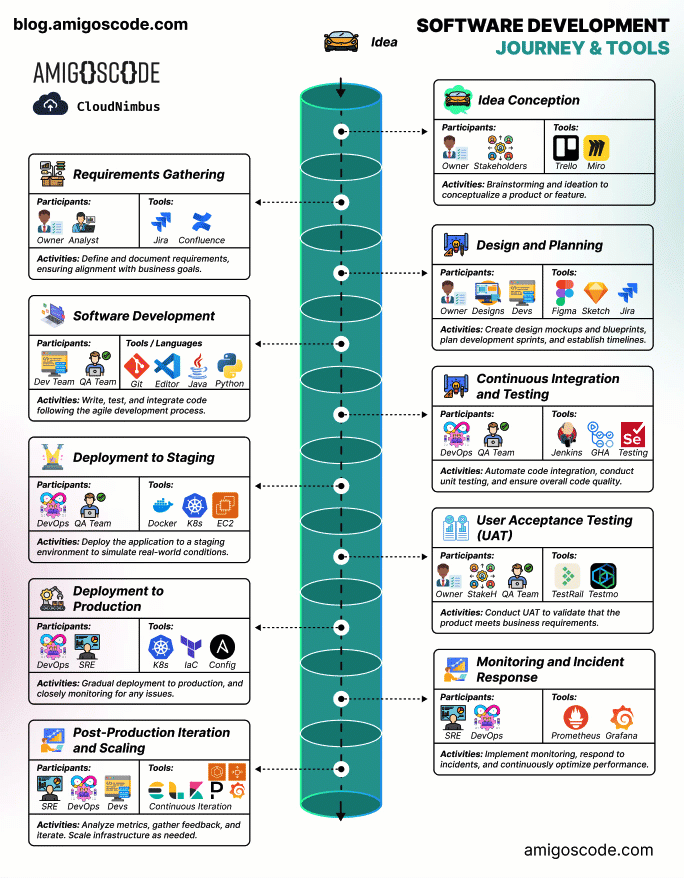 blog.amigoscode.com
Idea
SOFTWARE DEVELOPMENT
JOURNEY & TOOLS
AMIGOSCODE
CloudNimbus
Idea Conception
Participants:
Tools:
Owner Stakeholders
Trello Miro
Activities: Brainstorming and ideation to
conceptualize a product or feature.
Requirements Gathering
Participants:
Tools:
Owner Analyst
Jira Confluence
Activities: Define and document requirements,
ensuring alignment with business goals.
Design and Planning
Participants:
Tools:
Owner Designs Devs
Figma Sketch Jira
Activities: Create design mockups and blueprints,
plan development sprints, and establish timelines.
Software Development
Participants:
Tools / Languages
Dev Team QA Team
Git Editor Java Python
Activities: Write, test, and integrate code
following the agile development process.
Continuous Integration
and Testing
Participants:
Tools:
DevOps QA Team
Se
Jenkins GHA Testing
Activities: Automate code integration, conduct
unit testing, and ensure overall code quality.
Deployment to Staging
Participants:
Tools:
DevOps QA Team
Docker K8s EC2
Activities: Deploy the application to a staging
environment to simulate real-world conditions.
User Acceptance Testing
(UAT)
Participants:
Tools:
Owner StakeH QA Team
TestRail Testmo
Activities: Conduct UAT to validate that the
product meets business requirements.
Deployment to
Production
Participants:
Tools:
DevOps SRE
K8s IaC Config
Activities: Gradual deployment to production, and
closely monitoring for any issues.
Monitoring and Incident
Response
Participants:
Tools:
SRE DevOps
Prometheus Grafana
Activities: Implement monitoring, respond to
incidents, and continuously optimize performance.
Post-Production Iteration
and Scaling
Participants:
Tools:
SRE DevOps Devs
Continuous Iteration
Activities: Analyze metrics, gather feedback, and
iterate. Scale infrastructure as needed.
amigoscode.com